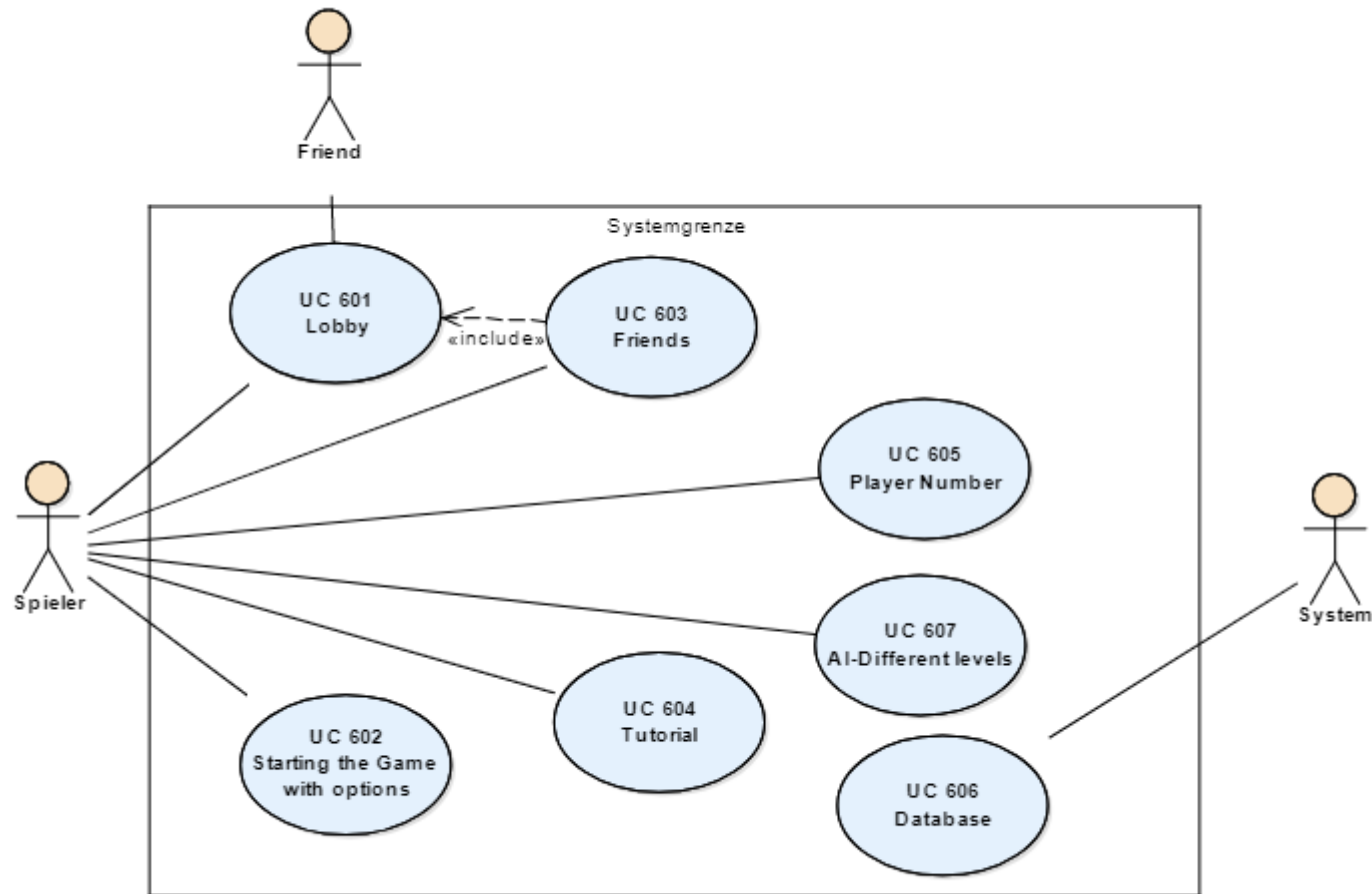 Friend
Systemgrenze
UC 601
Lobby
«include»
UC 603
Friends
UC 605
Player Number
Spieler
System
UC 607
AI-Different levels
UC 604
Tutorial
UC 602
Starting the Game
with options
UC 606
Database